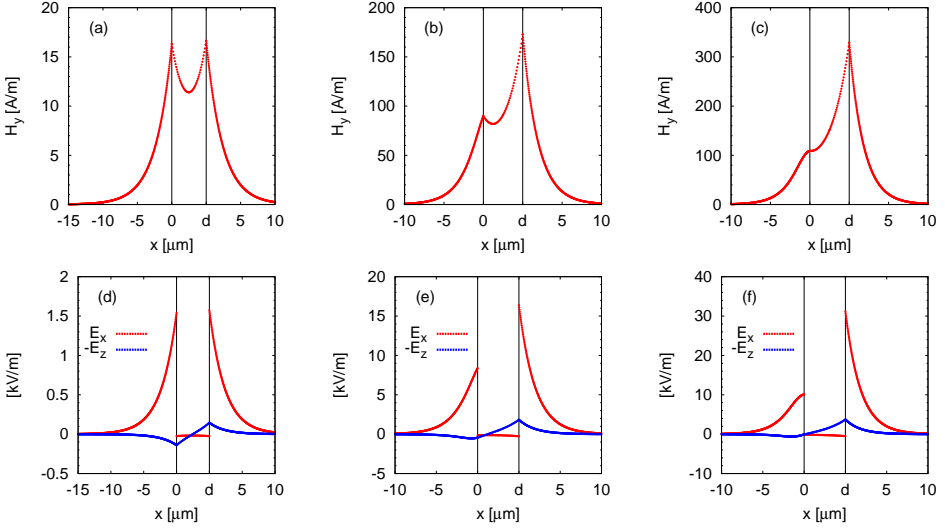 (a)
H_y [A/m]
20
15
10
5
0
-15 -10 -5 0 d 5 10
x [μm]
(b)
H_y [A/m]
200
150
100
50
0
-10 -5 0 d 5 10
x [μm]
(c)
H_y [A/m]
400
300
200
100
0
-10 -5 0 d 5 10
x [μm]
(d)
[kV/m]
2
1.5
1
0.5
0
-0.5
E_x
-E_z
-15 -10 -5 0 d 5 10
x [μm]
(e)
[kV/m]
20
15
10
5
0
-5
E_x
-E_z
-10 -5 0 d 5 10
x [μm]
(f)
[kV/m]
40
30
20
10
0
-10
E_x
-E_z
-10 -5 0 d 5 10
x [μm]